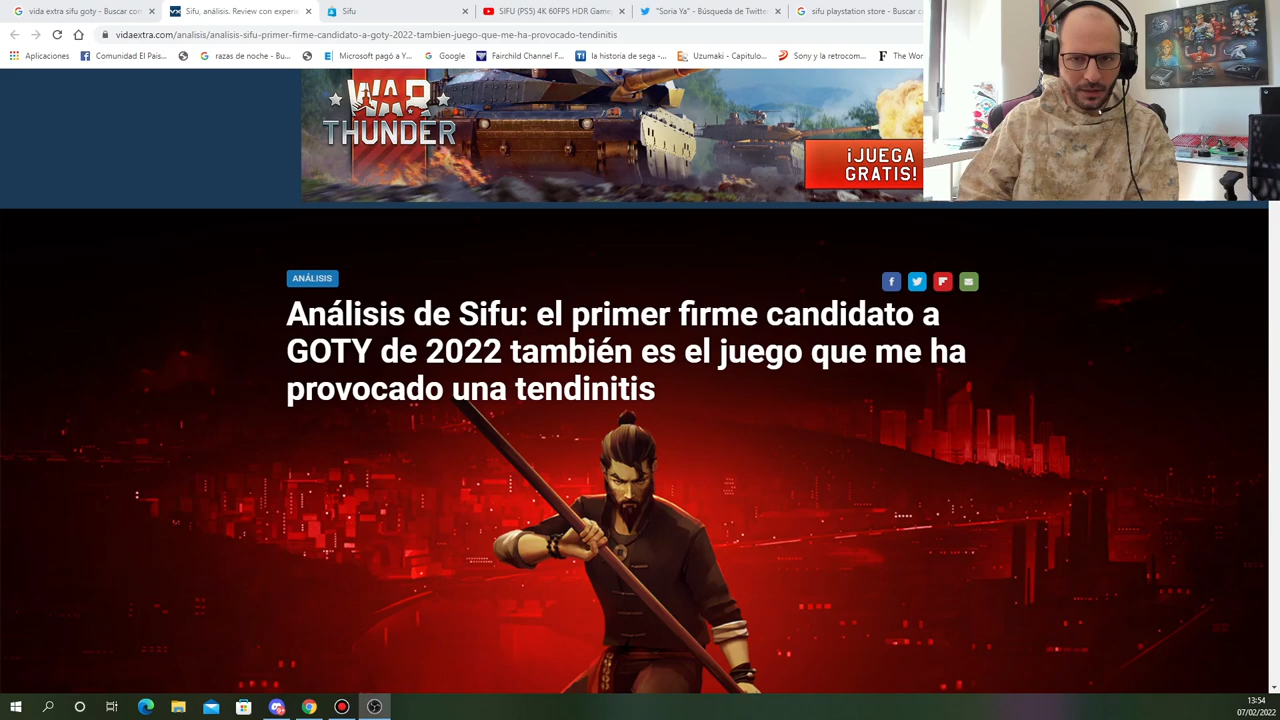 vida extra sifu goty - Buscar con
Sifu, análisis. Review con experien
Sifu
SIFU (PS5) 4K 60FPS HDR Game
"Soria Ya" - Búsqueda de Twitter
sifu playstation store - Buscar c
vidaextra.com/analisis/analisis-sifu-primer-firme-candidato-a-goty-2022-tambien-juego-que-me-ha-provocado-tendinitis
Aplicaciones
Comunidad El Pais...
razas de noche - Bu...
Microsoft pagó a Y...
Google
Fairchild Channel F...
la historia de sega -...
Uzumaki - Capitulo...
Sony y la retrocom...
The Wor
WAR
THUNDER
¡JUEGA
GRATIS!
ANÁLISIS
Análisis de Sifu: el primer firme candidato a
GOTY de 2022 también es el juego que me ha
provocado una tendinitis
13:54
07/02/2022